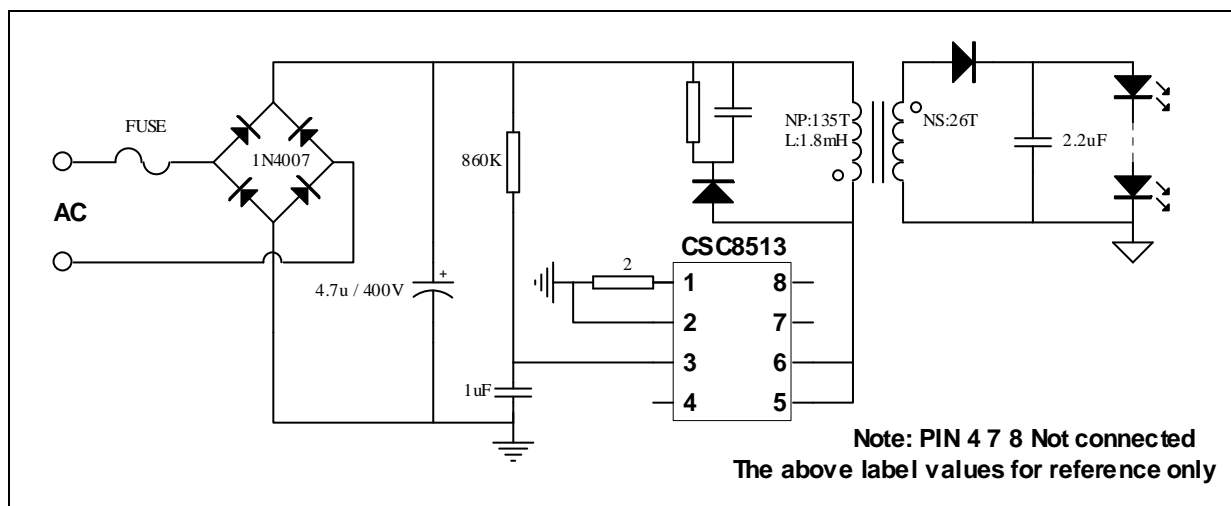 FUSE
1N4007
AC
4.7u / 400V
+
860K
1uF
NP:135T
L:1.8mH
NS:26T
2.2uF
CSC8513
2
1
2
3
4
8
7
6
5
Note: PIN 4 7 8 Not connected
The above label values for reference only